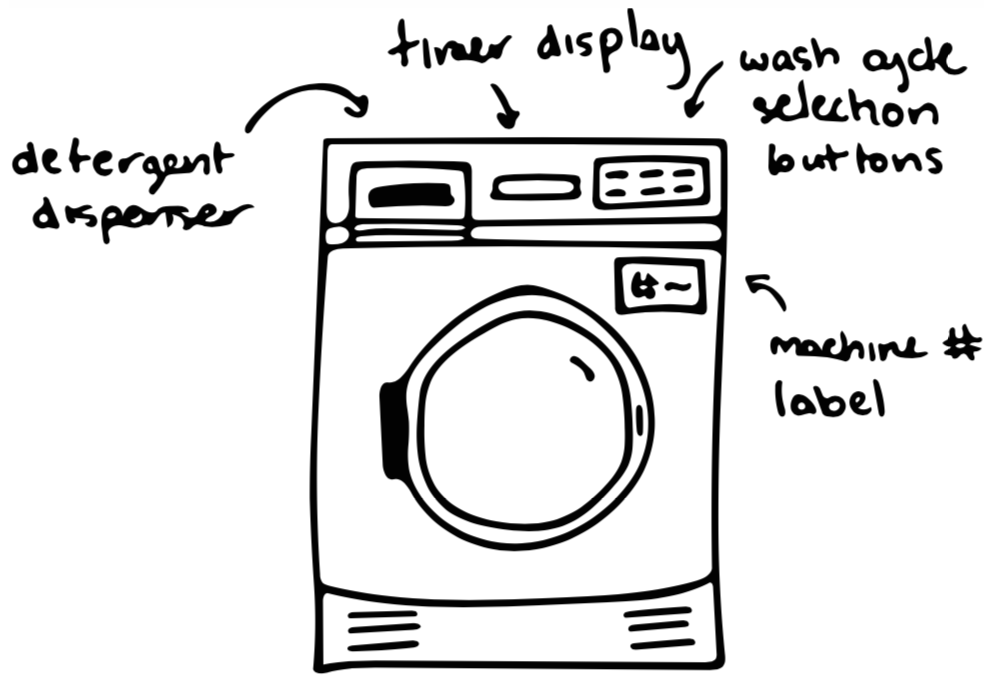 timer display
wash cycle
selection
buttons
detergent
dispenser
#~
machine #
label